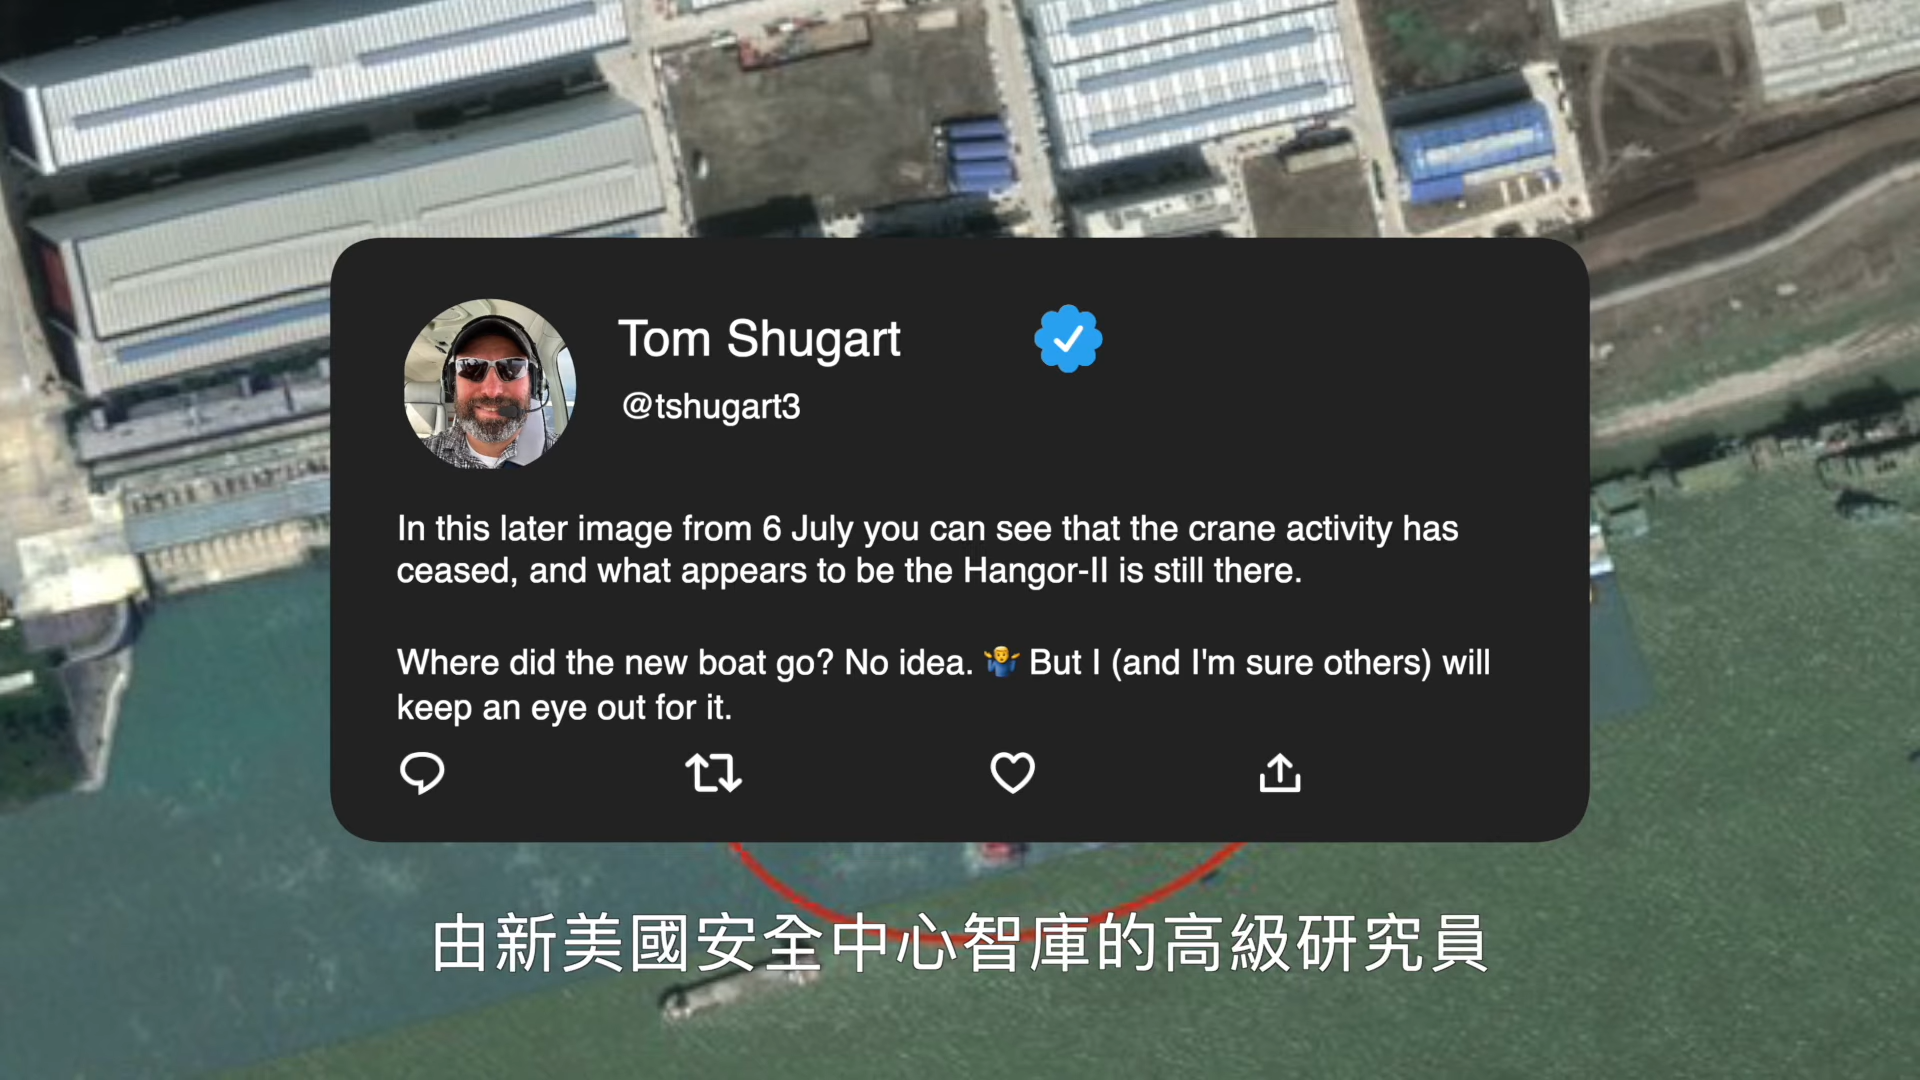 Tom Shugart
@tshugart3
In this later image from 6 July you can see that the crane activity has
ceased, and what appears to be the Hangor-II is still there.
Where did the new boat go? No idea. 🤷‍♂️ But I (and I'm sure others) will
keep an eye out for it.
由新美國安全中心智庫的高級研究員